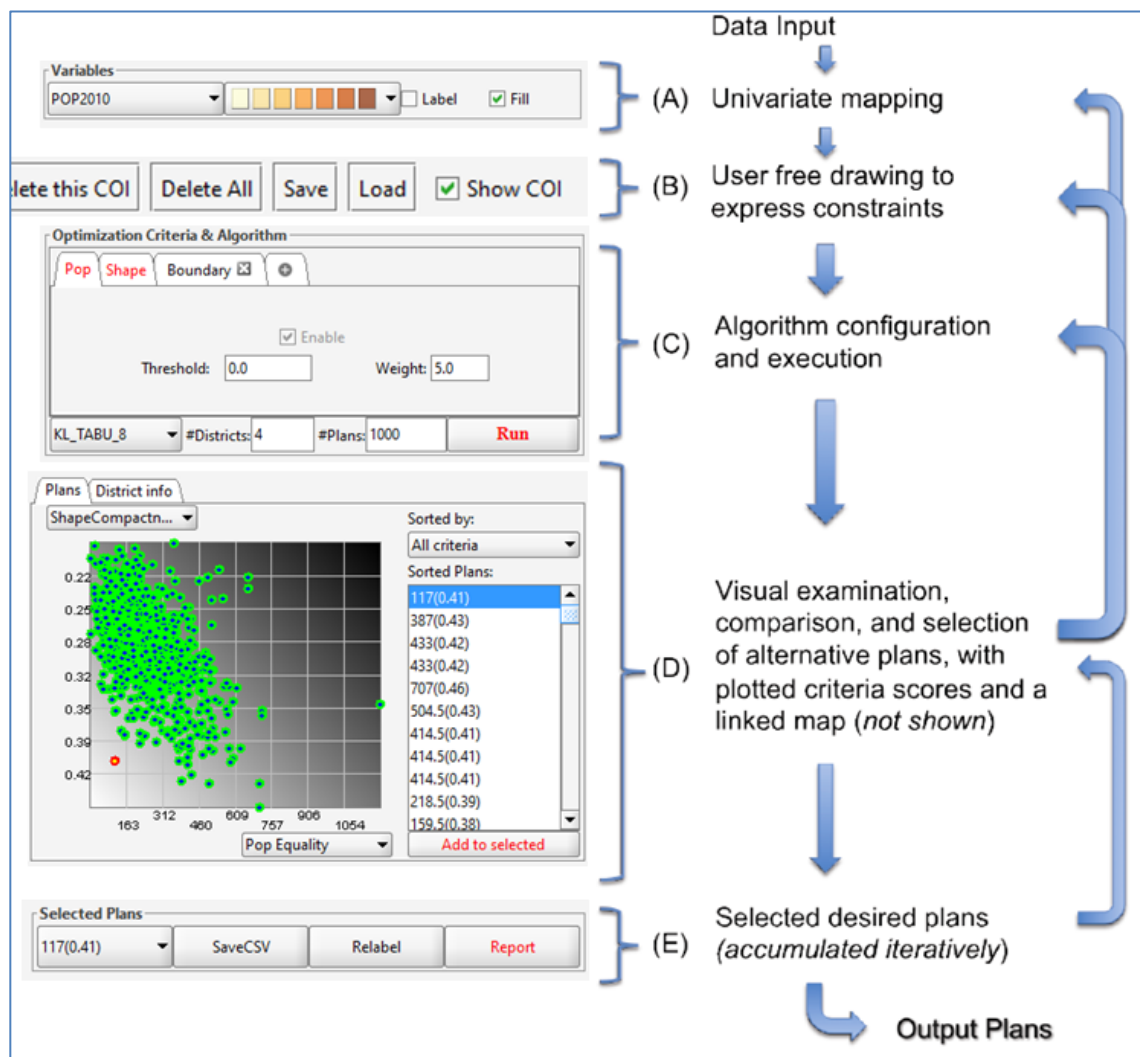 Data Input
Variables
POP2010
Label
Fill
(A)
Univariate mapping
elete this COI
Delete All
Save
Load
Show COI
(B)
User free drawing to
express constraints
Optimization Criteria & Algorithm
Pop
Shape
Boundary
Enable
Threshold:
0.0
Weight:
5.0
KL_TABU_8
#Districts:
4
#Plans:
1000
Run
(C)
Algorithm configuration
and execution
Plans
District info
ShapeCompactn...
0.22
0.25
0.28
0.32
0.35
0.39
0.42
163
312
460
609
757
906
1054
Pop Equality
Sorted by:
All criteria
Sorted Plans:
117(0.41)
387(0.43)
433(0.42)
433(0.42)
707(0.46)
504.5(0.43)
414.5(0.41)
414.5(0.41)
414.5(0.41)
218.5(0.39)
159.5(0.38)
Add to selected
(D)
Visual examination,
comparison, and selection
of alternative plans, with
plotted criteria scores and a
linked map (not shown)
Selected Plans
117(0.41)
SaveCSV
Relabel
Report
(E)
Selected desired plans
(accumulated iteratively)
Output Plans